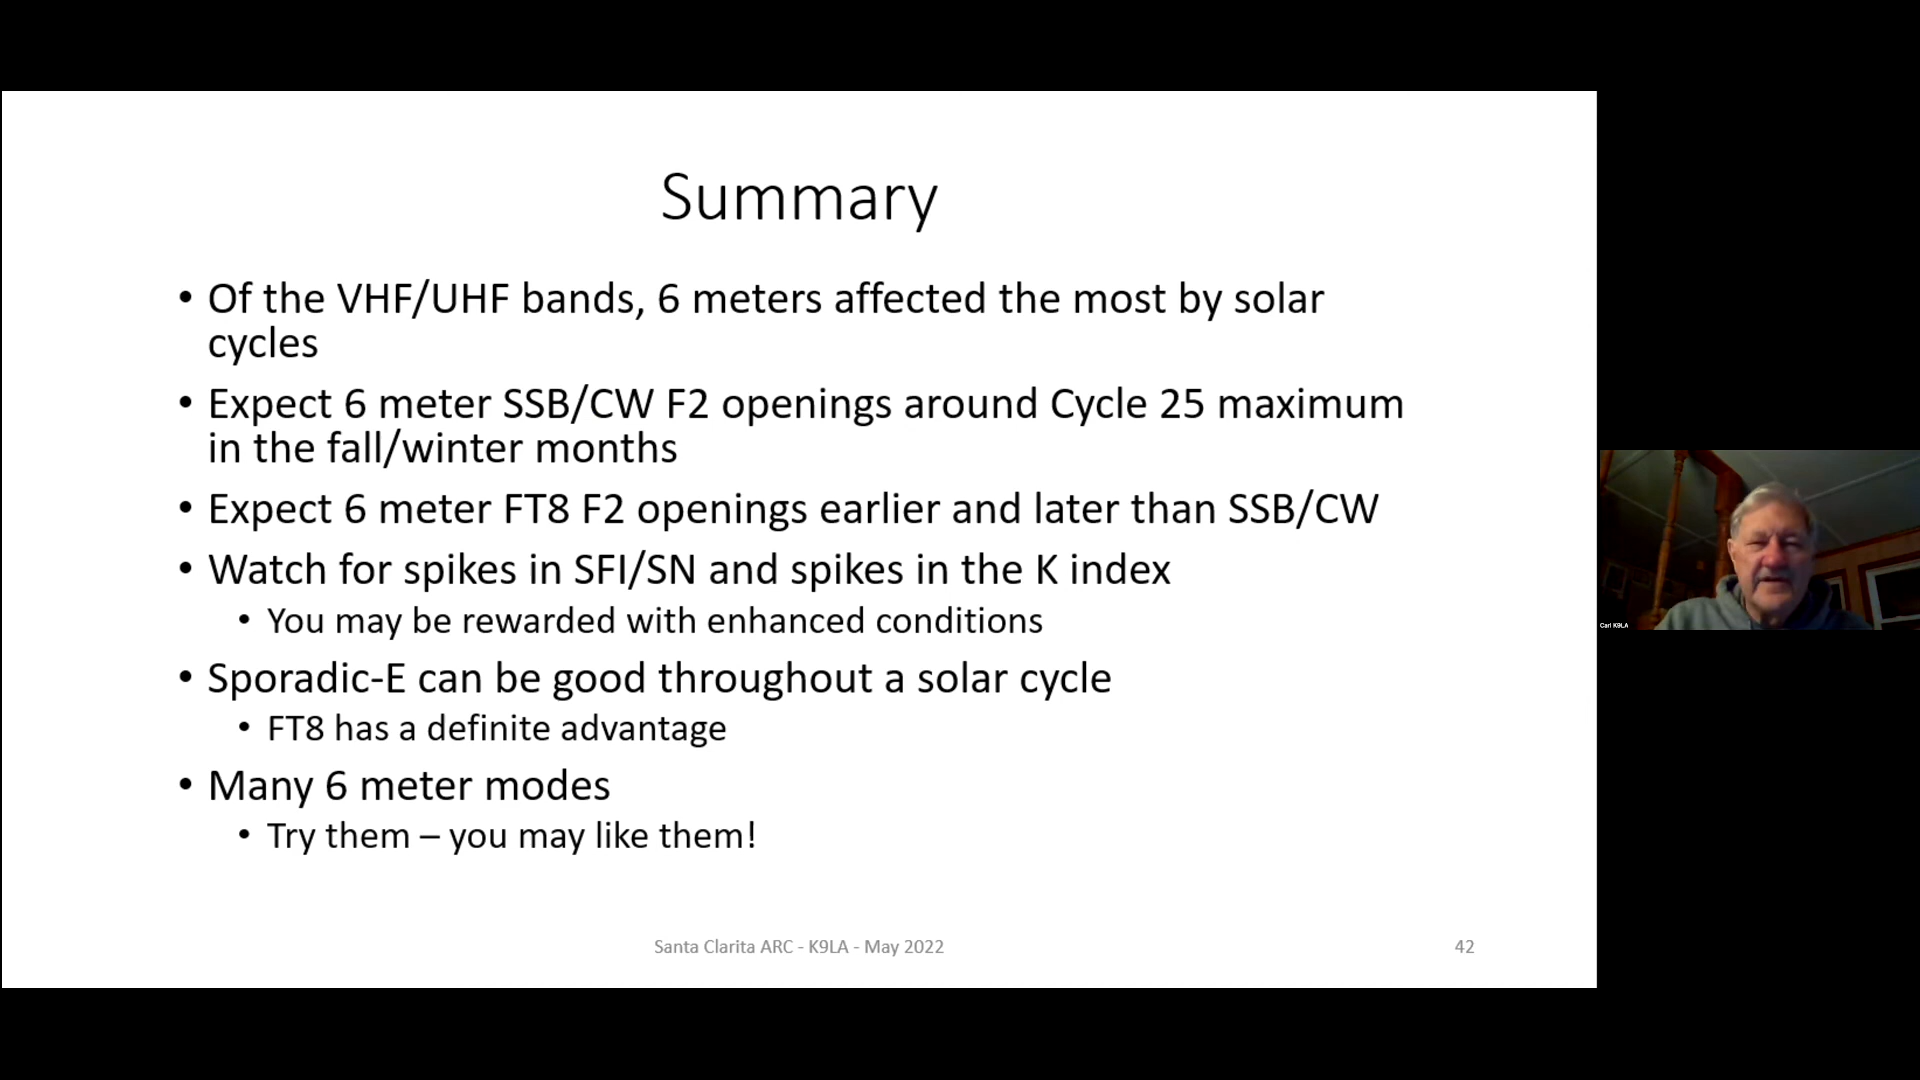 Summary
• Of the VHF/UHF bands, 6 meters affected the most by solar
cycles
• Expect 6 meter SSB/CW F2 openings around Cycle 25 maximum
in the fall/winter months
• Expect 6 meter FT8 F2 openings earlier and later than SSB/CW
• Watch for spikes in SFI/SN and spikes in the K index
• You may be rewarded with enhanced conditions
• Sporadic-E can be good throughout a solar cycle
• FT8 has a definite advantage
• Many 6 meter modes
• Try them – you may like them!
Santa Clarita ARC - K9LA - May 2022
42
Carl K9LA